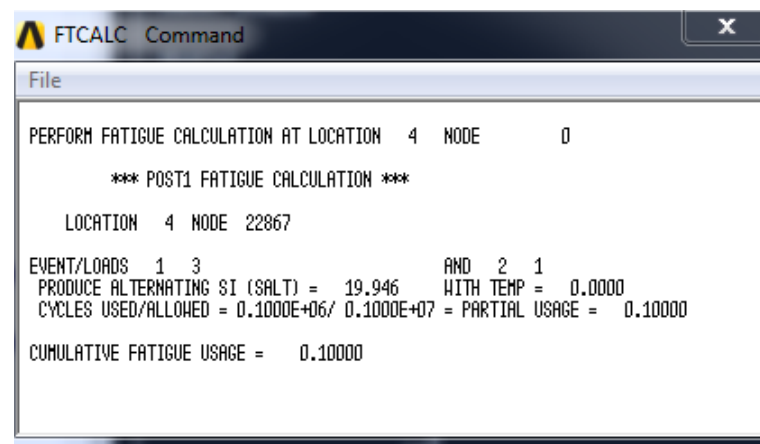 FTCALC Command
X
File
PERFORM FATIGUE CALCULATION AT LOCATION 4 NODE 0
*** POST1 FATIGUE CALCULATION ***
LOCATION 4 NODE 22867
EVENT/LOADS 1 3 AND 2 1
PRODUCE ALTERNATING SI (SALT) = 19.946 WITH TEMP = 0.0000
CYCLES USED/ALLOWED = 0.1000E+06/ 0.1000E+07 = PARTIAL USAGE = 0.10000
CUMULATIVE FATIGUE USAGE = 0.10000